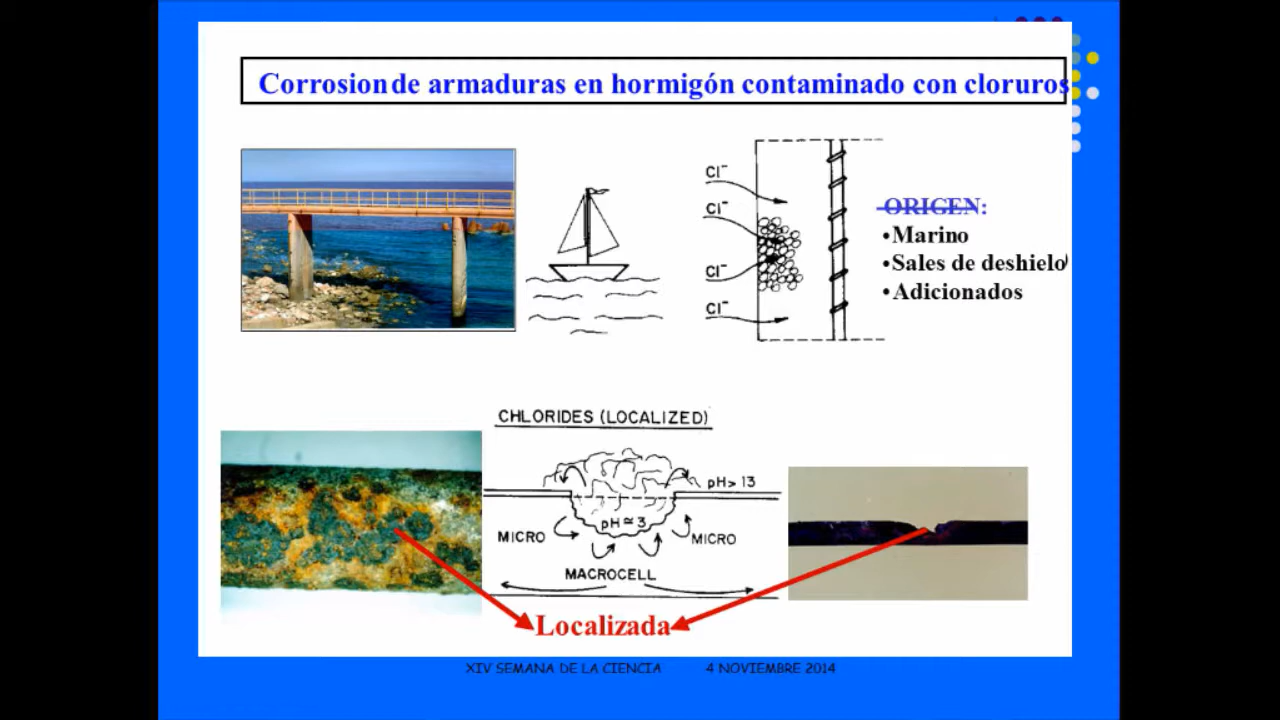 Corrosion de armaduras en hormigón contaminado con cloruros
Cl⁻
Cl⁻
Cl⁻
Cl⁻
ORIGEN:
•Marino
•Sales de deshielo
•Adicionados
CHLORIDES (LOCALIZED)
pH > 13
pH ≃ 3
MICRO
MICRO
MACROCELL
Localizada
XIV SEMANA DE LA CIENCIA 4 NOVIEMBRE 2014